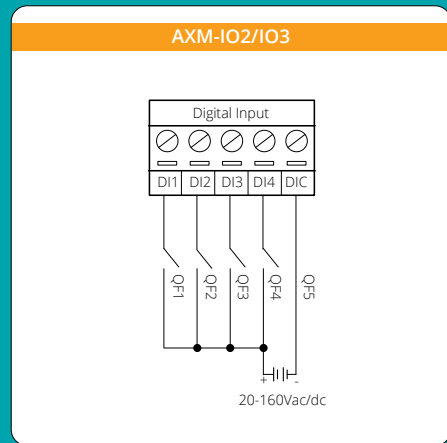 AXM-IO2/IO3
Digital Input
DI1 DI2 DI3 DI4 DIC
QF1 QF2 QF3 QF4 QF5
+ -
20-160Vac/dc